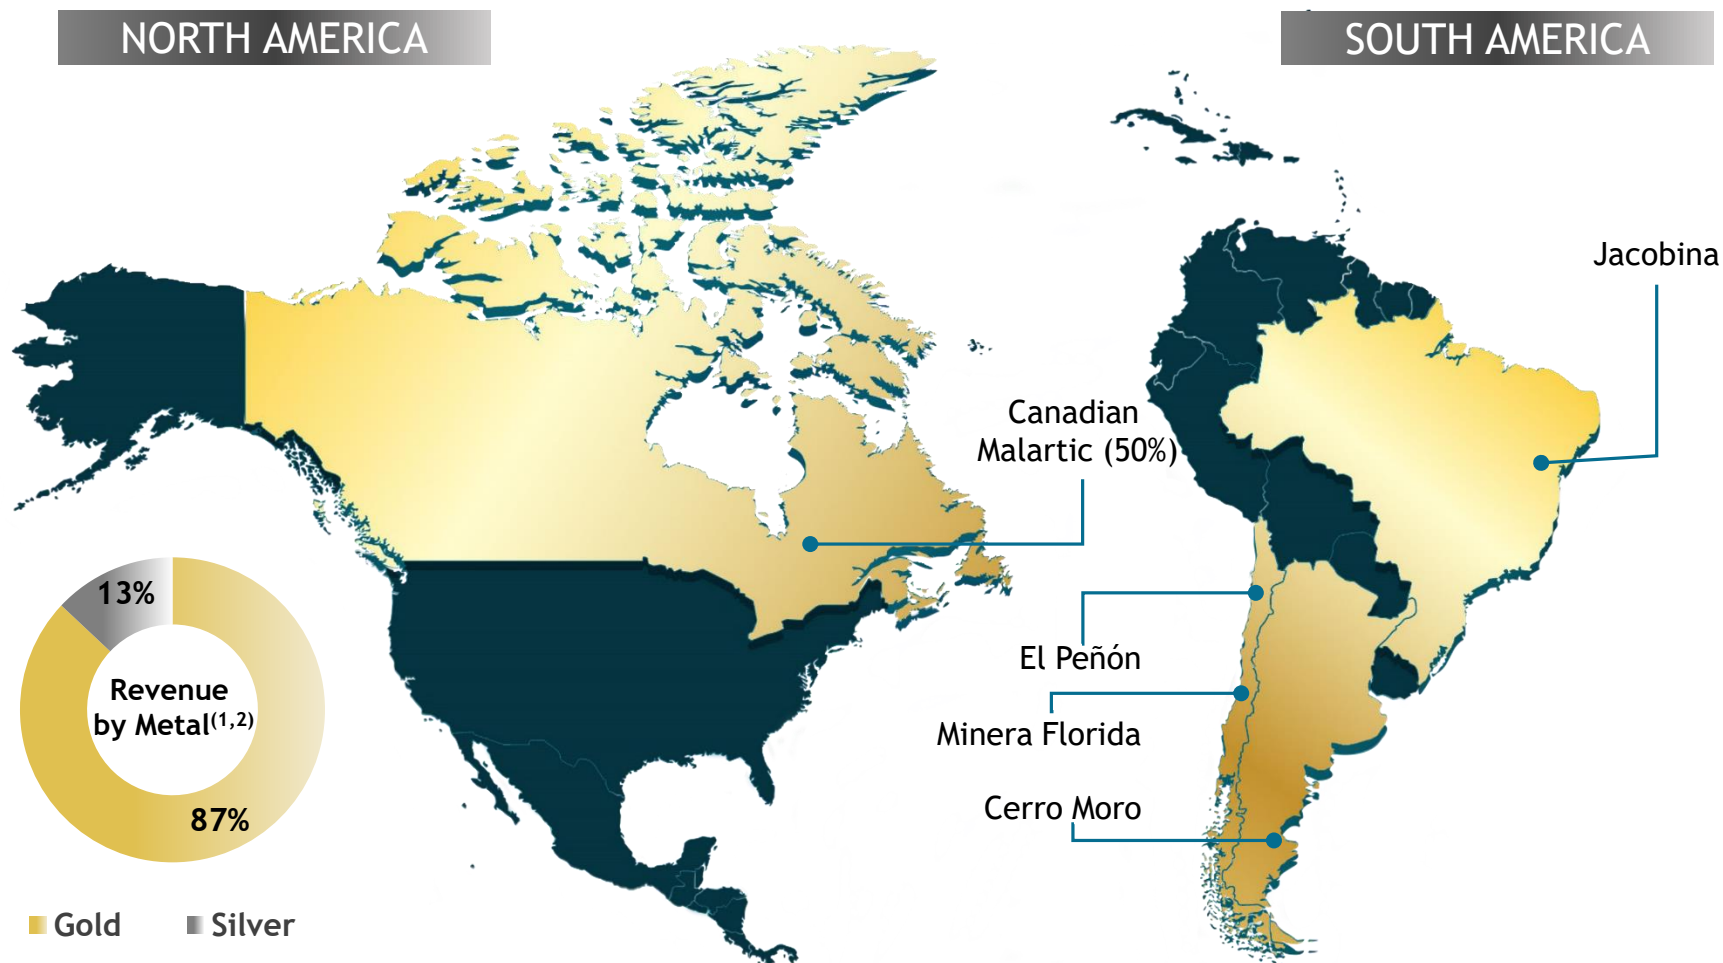 NORTH AMERICA
SOUTH AMERICA
Jacobina
Canadian
Malartic (50%)
El Peñón
Minera Florida
Cerro Moro
13%
Revenue
by Metal(1,2)
87%
Gold
Silver